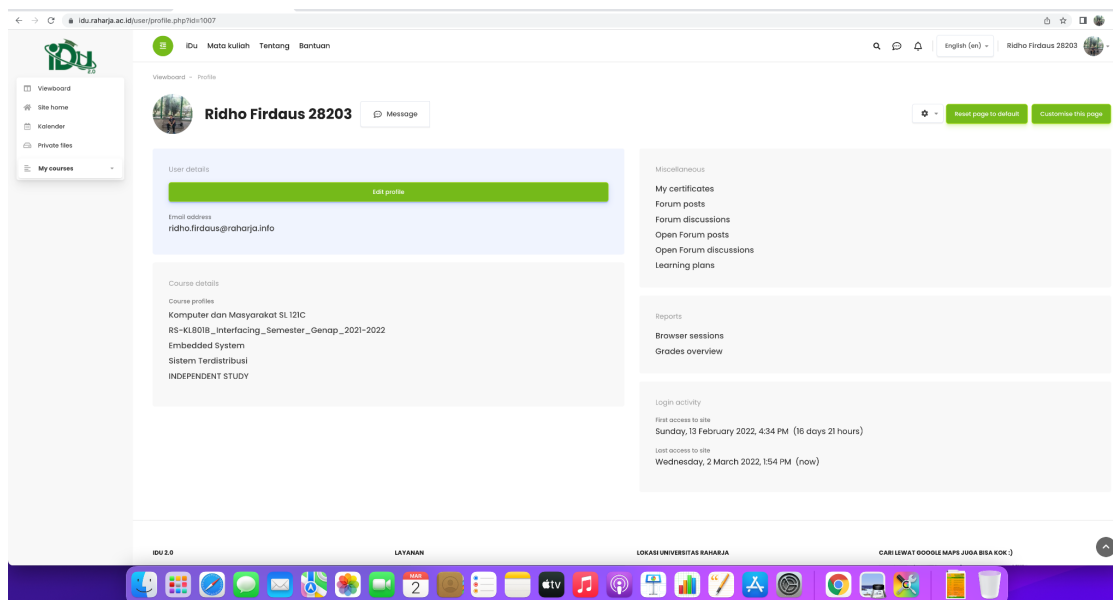 idu.raharja.ac.id/user/profile.php?id=1007
iDu 2.0
iDu Mata kuliah Tentang Bantuan
English (en)
Ridho Firdaus 28203
Viewboard
Site home
Kalender
Private files
My courses
Viewboard - Profile
Ridho Firdaus 28203
Message
Reset page to default
Customise this page
User details
Edit profile
Email address
ridho.firdaus@raharja.info
Course details
Course profiles
Komputer dan Masyarakat SL 121C
RS-KL801B_Interfacing_Semester_Genap_2021-2022
Embedded System
Sistem Terdistribusi
INDEPENDENT STUDY
Miscellaneous
My certificates
Forum posts
Forum discussions
Open Forum posts
Open Forum discussions
Learning plans
Reports
Browser sessions
Grades overview
Login activity
First access to site
Sunday, 13 February 2022, 4:34 PM (16 days 21 hours)
Last access to site
Wednesday, 2 March 2022, 1:54 PM (now)
IDU 2.0
LAYANAN
LOKASI UNIVERSITAS RAHARJA
CARI LEWAT GOOGLE MAPS JUGA BISA KOK :)
MAR
2
tv